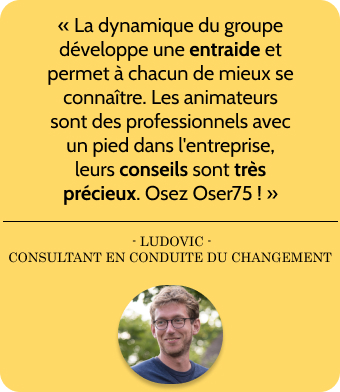 « La dynamique du groupe
développe une entraide et
permet à chacun de mieux se
connaître. Les animateurs
sont des professionnels avec
un pied dans l'entreprise,
leurs conseils sont très
précieux. Osez Oser75 ! »
- LUDOVIC -
CONSULTANT EN CONDUITE DU CHANGEMENT